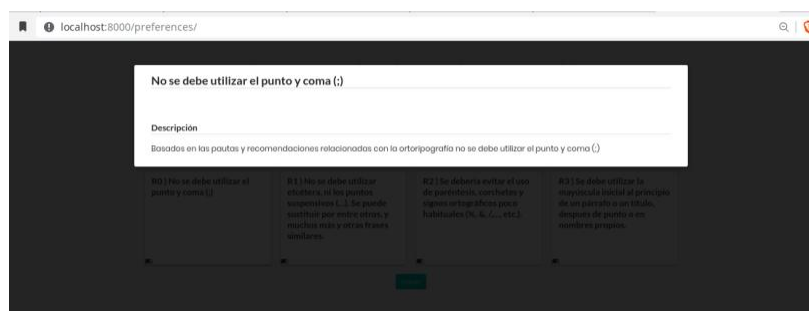 localhost:8000/preferences/
No se debe utilizar el punto y coma (;)
Descripción
Basados en las pautas y recomendaciones relacionadas con la ortotipografía no se debe utilizar el punto y coma (;)
R0 | No se debe utilizar el
punto y coma (;)
R1 | No se debe utilizar
etcétera, ni los puntos
suspensivos (...). Se puede
sustituir por entre otros, y
muchos más y otras frases
similares.
R2 | Se debería evitar el uso
de paréntesis, corchetes y
signos ortográficos poco
habituales (%, &, /, ..., etc.).
R3 | Se debe utilizar la
mayúscula inicial al principio
de un párrafo o un título,
después de punto o en
nombres propios.